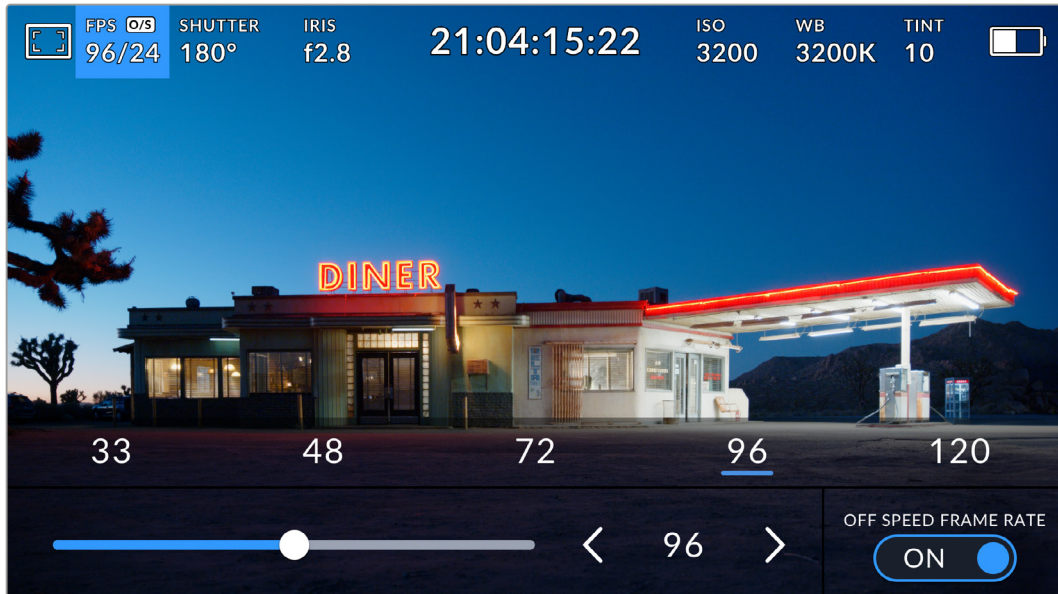 FPS O/S
96/24
SHUTTER
180°
IRIS
f2.8
21:04:15:22
ISO
3200
WB
3200K
TINT
10
DINER
33 48 72 96 120
96
OFF SPEED FRAME RATE
ON